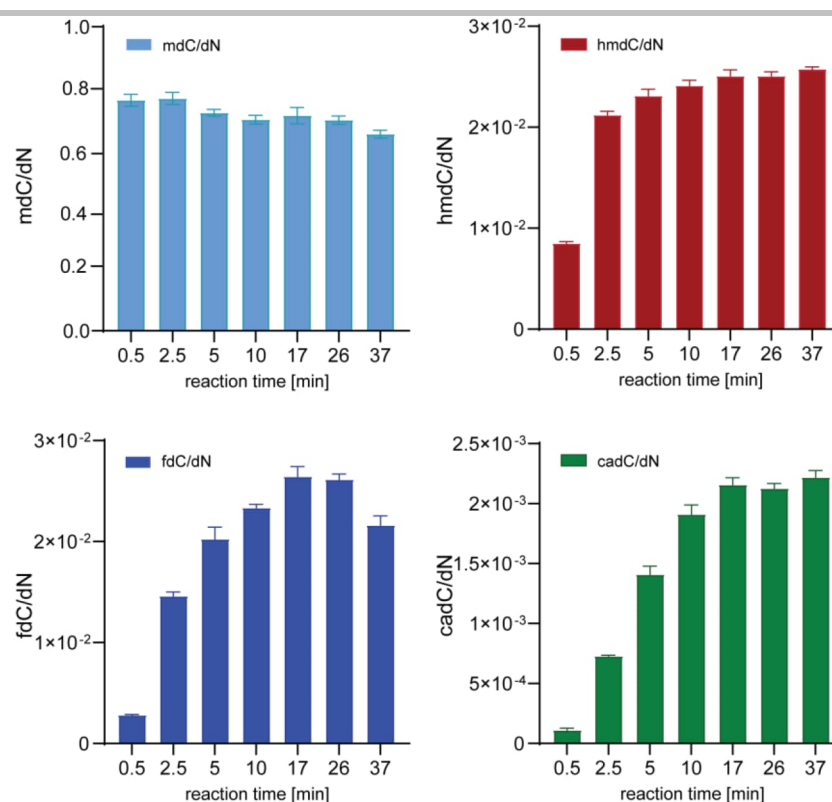 1.0
0.8
0.6
0.4
0.2
0.0
mdC/dN
mdC/dN
0.5 2.5 5 10 17 26 37
reaction time [min]
3×10⁻²
2×10⁻²
1×10⁻²
0
hmdC/dN
hmdC/dN
0.5 2.5 5 10 17 26 37
reaction time [min]
3×10⁻²
2×10⁻²
1×10⁻²
0
fdC/dN
fdC/dN
0.5 2.5 5 10 17 26 37
reaction time [min]
2.5×10⁻³
2×10⁻³
1.5×10⁻³
1×10⁻³
5×10⁻⁴
0
cadC/dN
cadC/dN
0.5 2.5 5 10 17 26 37
reaction time [min]